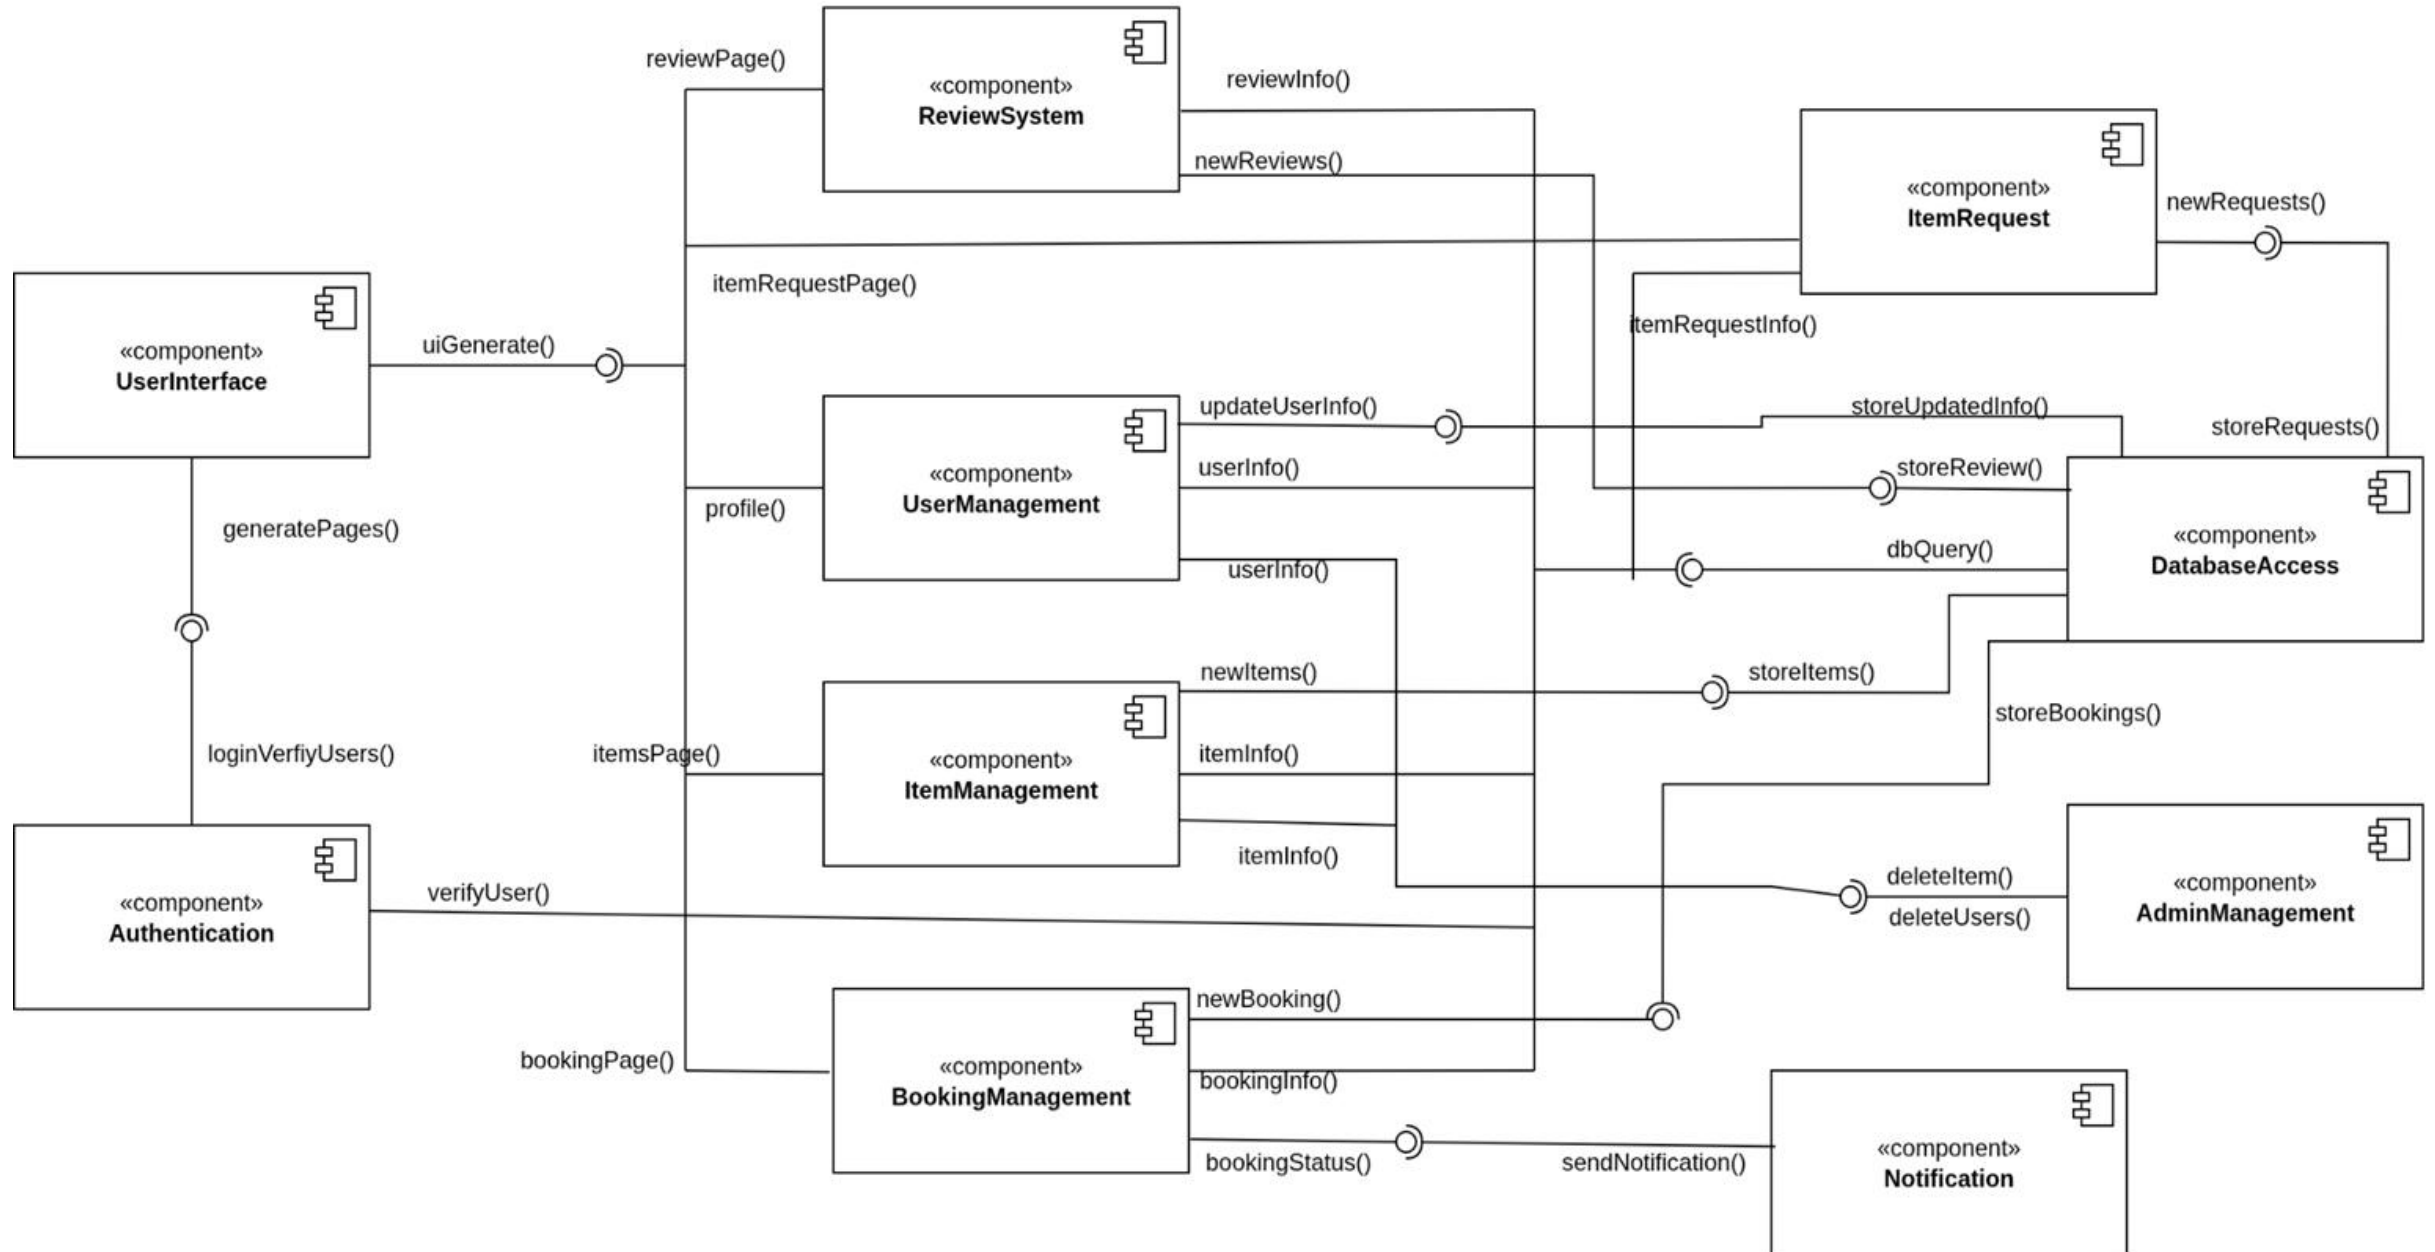 reviewPage()
«component»
ReviewSystem
reviewInfo()
newReviews()
«component»
ItemRequest
newRequests()
itemRequestPage()
itemRequestInfo()
«component»
UserInterface
uiGenerate()
updateUserInfo()
storeUpdatedInfo()
storeRequests()
«component»
UserManagement
userInfo()
storeReview()
profile()
generatePages()
userInfo()
dbQuery()
«component»
DatabaseAccess
newItems()
storeItems()
storeBookings()
loginVerfiyUsers()
itemsPage()
«component»
ItemManagement
itemInfo()
itemInfo()
«component»
Authentication
verifyUser()
deleteItem()
deleteUsers()
«component»
AdminManagement
newBooking()
bookingPage()
«component»
BookingManagement
bookingInfo()
bookingStatus()
sendNotification()
«component»
Notification